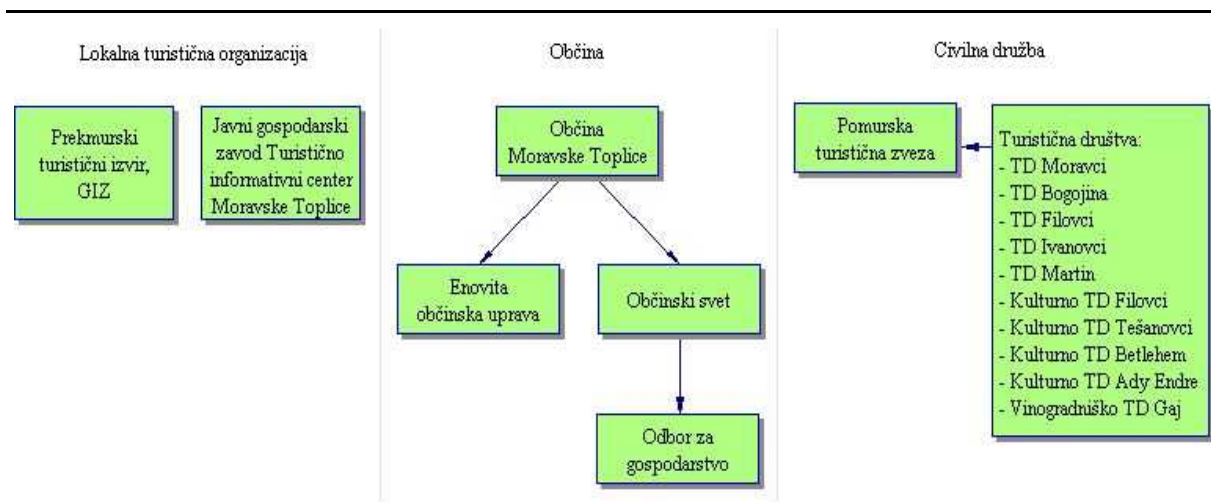 Lokalna turistična organizacija
Prekmurski
turistični izvir,
GIZ
Javni gospodarski
zavod Turistično
informativni center
Moravske Toplice
Občina
Občina
Moravske Toplice
Enovita
občinska uprava
Občinski svet
Odbor za
gospodarstvo
Civilna družba
Pomurska
turistična zveza
Turistična društva:
- TD Moravci
- TD Bogojina
- TD Filovci
- TD Ivanovci
- TD Martin
- Kulturno TD Filovci
- Kulturno TD Tešanovci
- Kulturno TD Betlehem
- Kulturno TD Ady Endre
- Vinogradniško TD Gaj